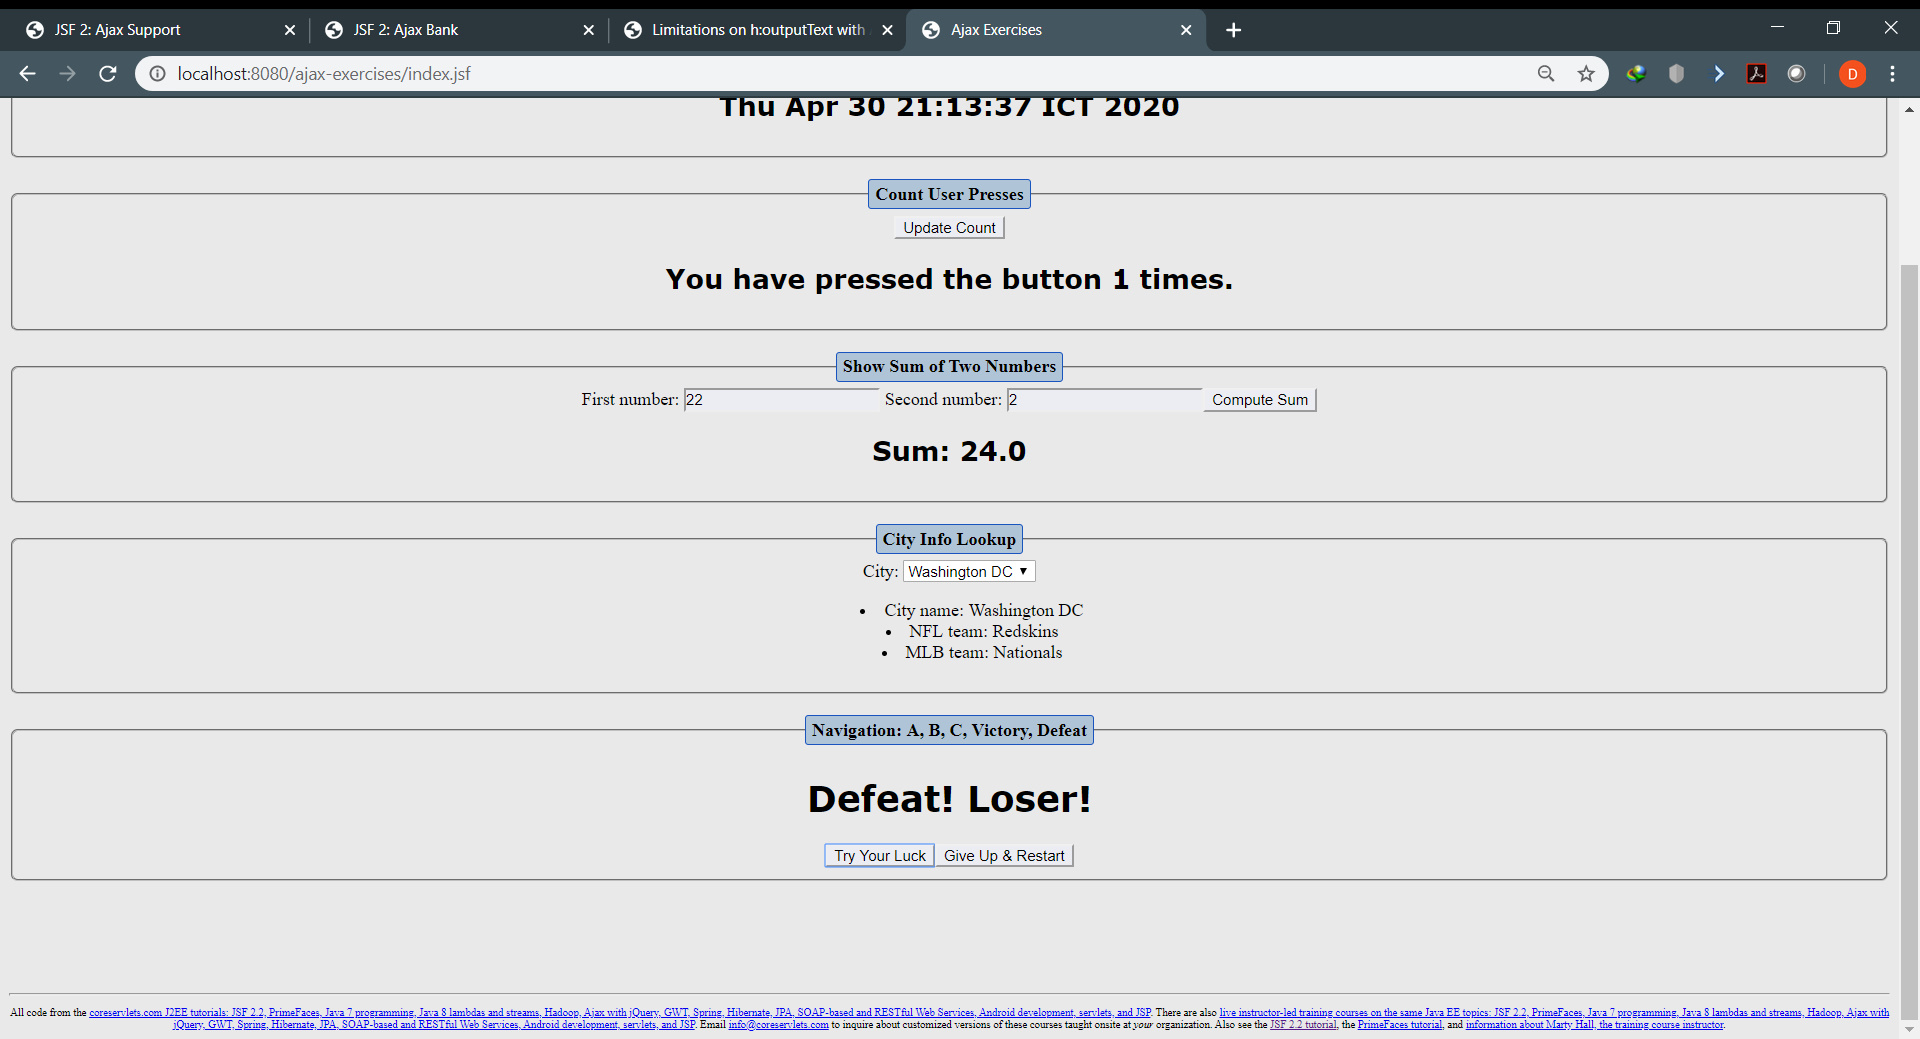 JSF 2: Ajax Support
JSF 2: Ajax Bank
Limitations on h:outputText with
Ajax Exercises
localhost:8080/ajax-exercises/index.jsf
D
Thu Apr 30 21:13:37 ICT 2020
Count User Presses
Update Count
You have pressed the button 1 times.
Show Sum of Two Numbers
First number: 22 Second number: 2 Compute Sum
Sum: 24.0
City Info Lookup
City: Washington DC
• City name: Washington DC
• NFL team: Redskins
• MLB team: Nationals
Navigation: A, B, C, Victory, Defeat
Defeat! Loser!
Try Your Luck Give Up & Restart
All code from the coreservlets.com J2EE tutorials: JSF 2.2, PrimeFaces, Java 7 programming, Java 8 lambdas and streams, Hadoop, Ajax with jQuery, GWT, Spring, Hibernate, JPA, SOAP-based and RESTful Web Services, Android development, servlets, and JSP. There are also live instructor-led training courses on the same Java EE topics: JSF 2.2, PrimeFaces, Java 7 programming, Java 8 lambdas and streams, Hadoop, Ajax with
jQuery, GWT, Spring, Hibernate, JPA, SOAP-based and RESTful Web Services, Android development, servlets, and JSP. Email info@coreservlets.com to inquire about customized versions of these courses taught onsite at your organization. Also see the JSF 2.2 tutorial, the PrimeFaces tutorial, and information about Marty Hall, the training course instructor.